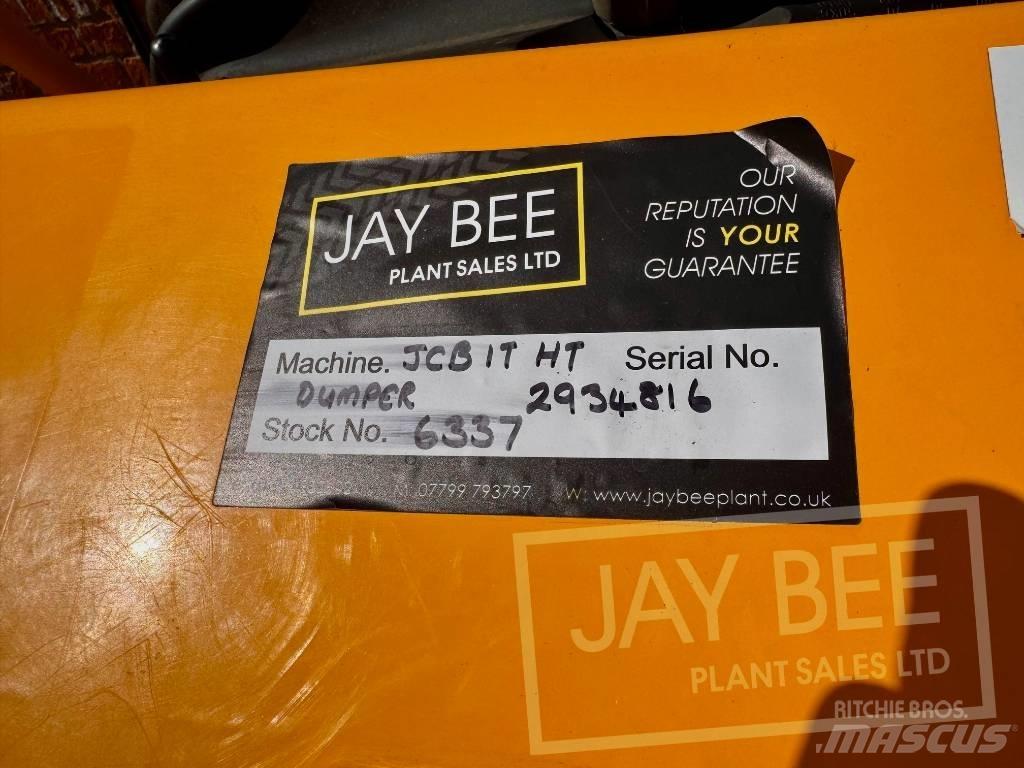 JAY BEE
PLANT SALES LTD
OUR
REPUTATION
IS YOUR
GUARANTEE
Machine. JCB 1T HT Serial No.
DUMPER 2934816
Stock No. 6337
M: 07799 793797 W: www.jaybeeplant.co.uk
JAY BEE
PLANT SALES LTD
RITCHIE BROS.
MASCUS